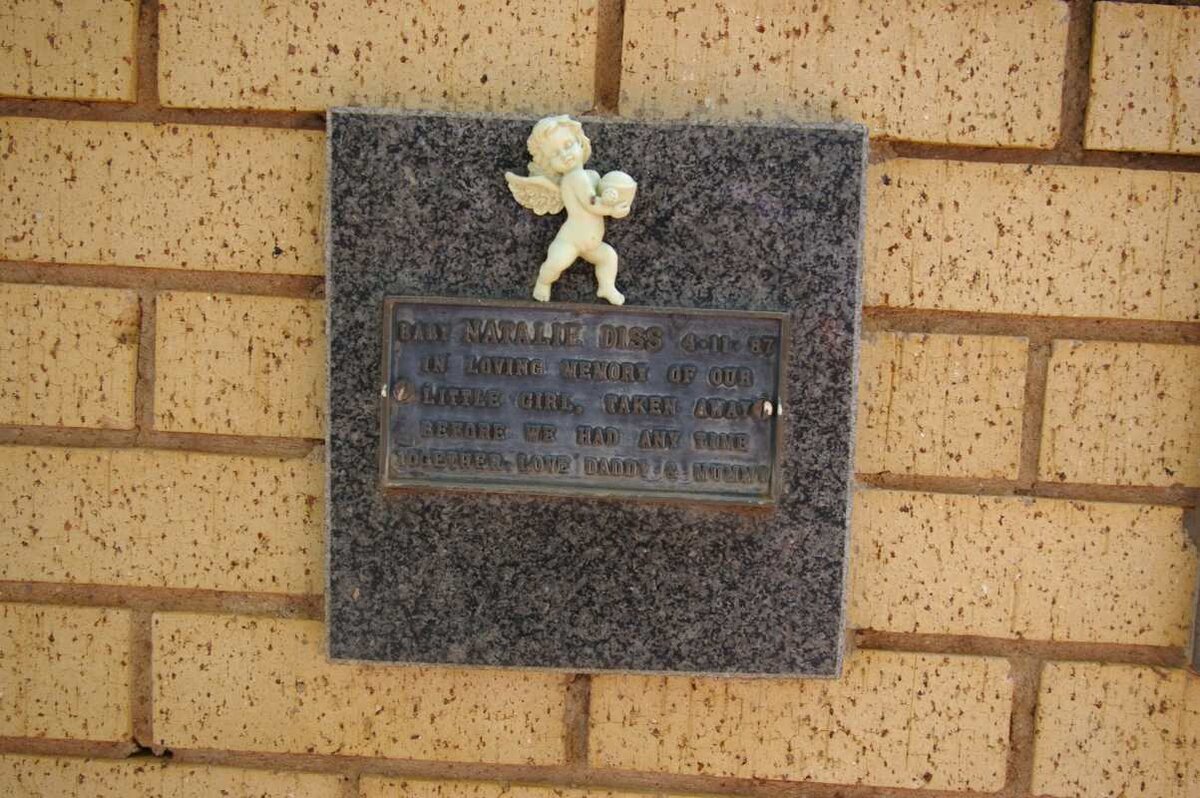 BABY NATALIE DISS 4-11-87
IN LOVING MEMORY OF OUR
LITTLE GIRL, TAKEN AWAY
BEFORE WE HAD ANY TIME
TOGETHER. LOVE DADDY & MUMMY